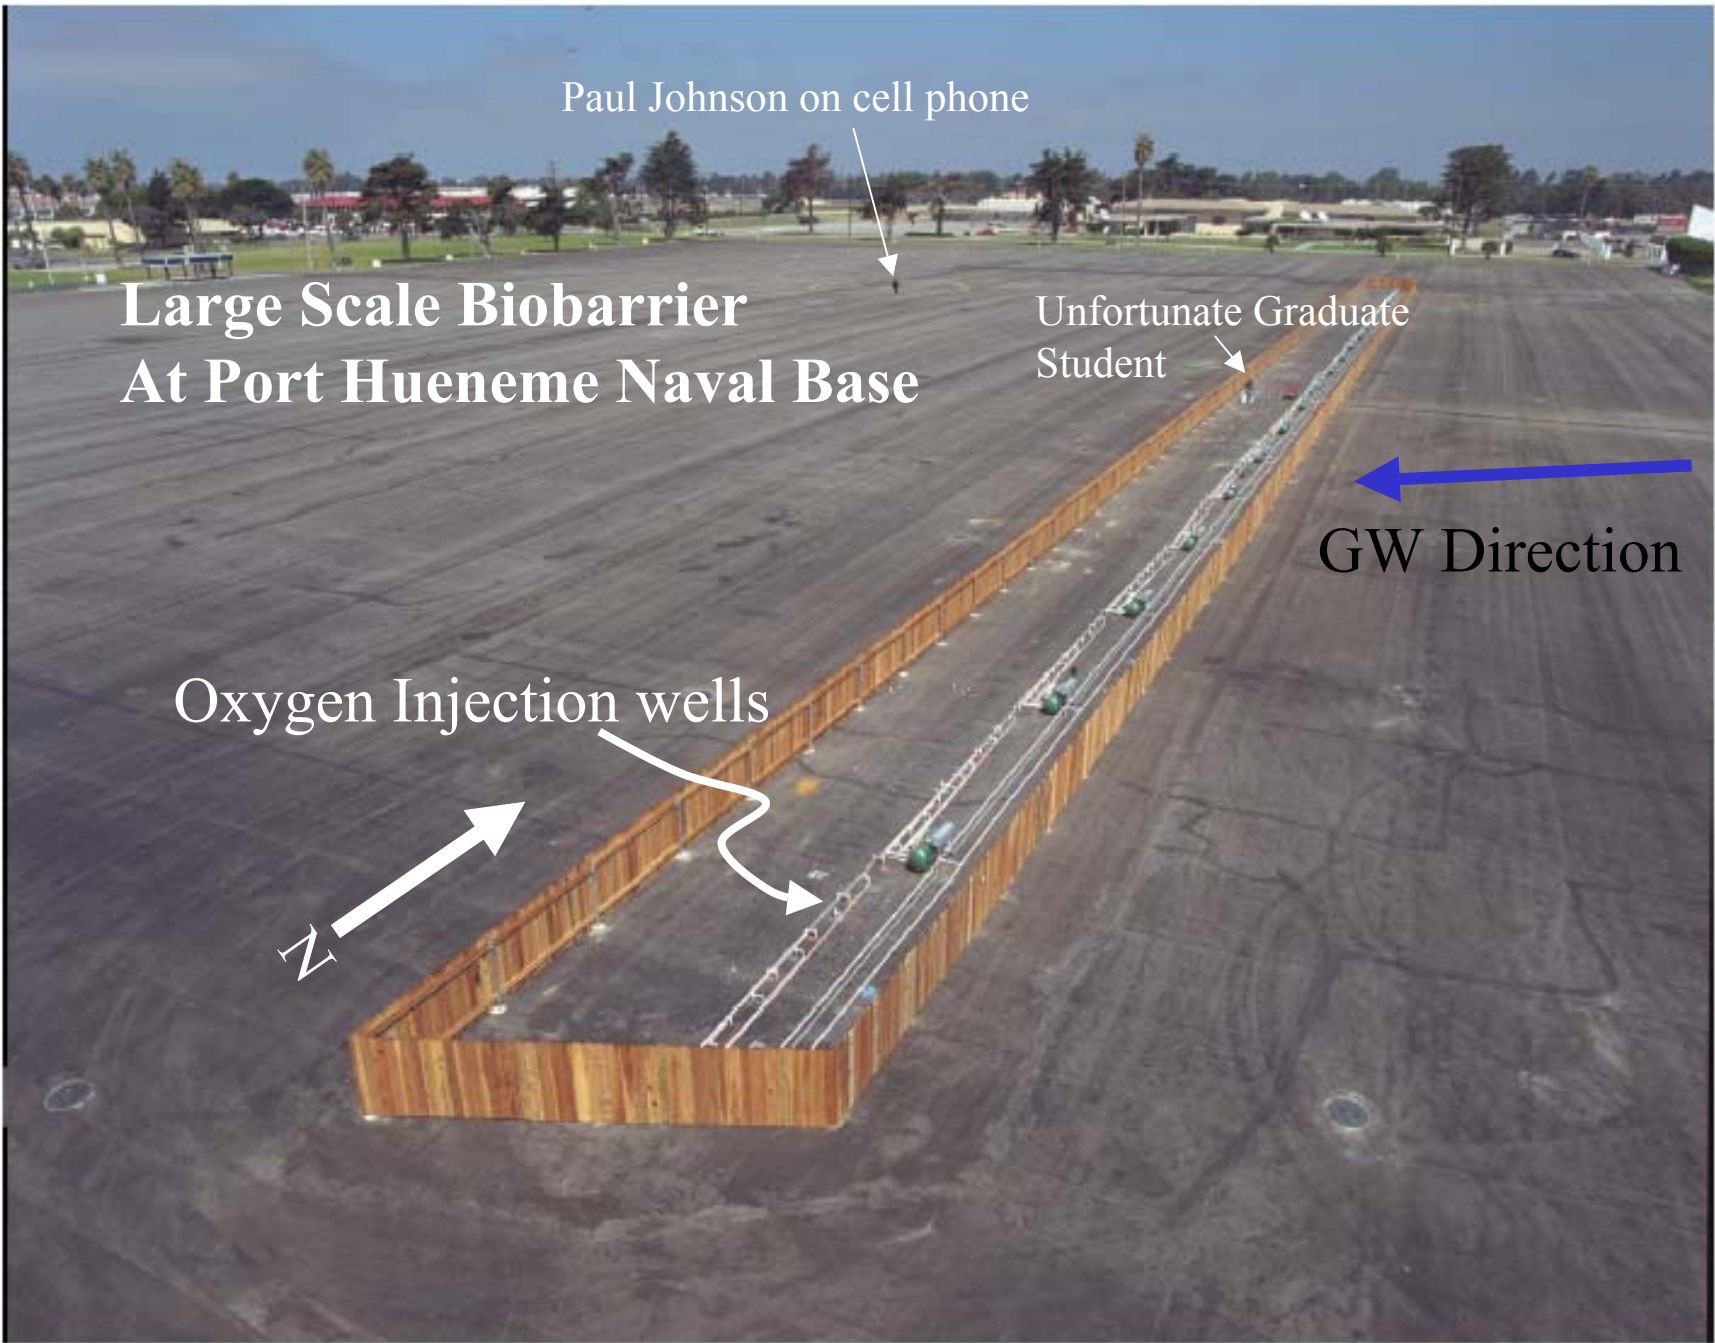 Paul Johnson on cell phone
Large Scale Biobarrier
At Port Hueneme Naval Base
Unfortunate Graduate
Student
GW Direction
Oxygen Injection wells
N